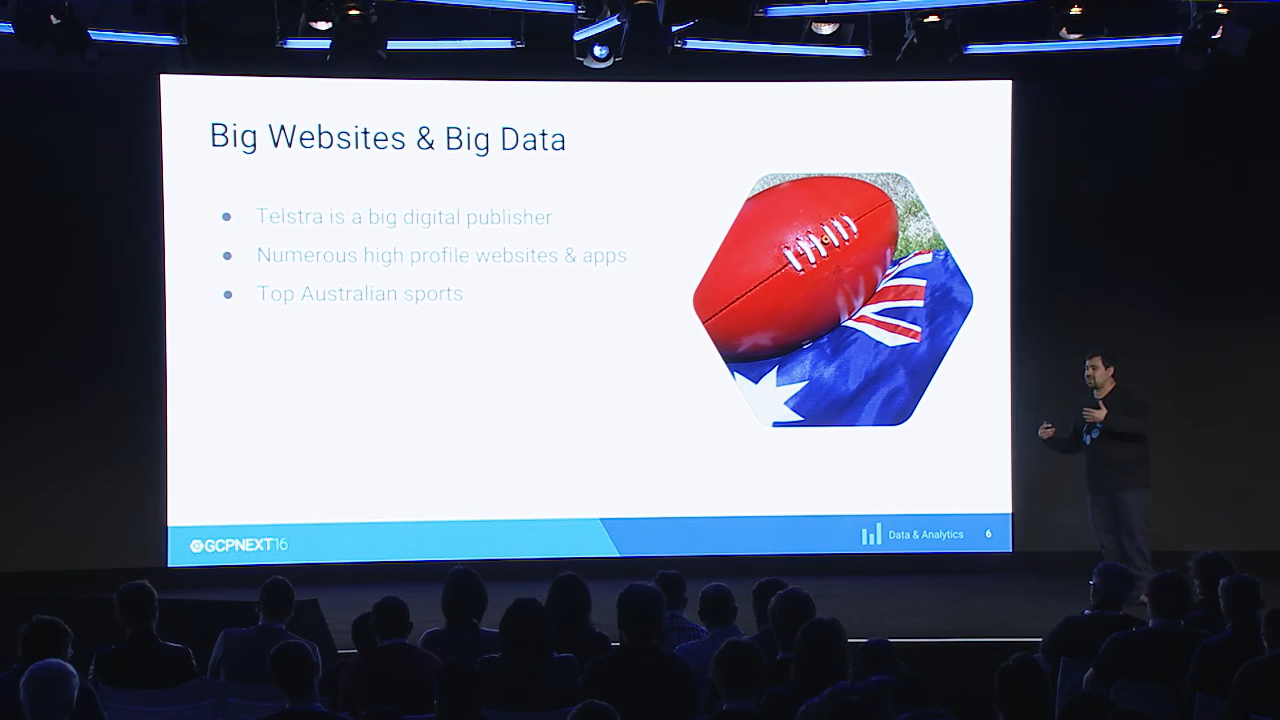 Big Websites & Big Data
Telstra is a big digital publisher
Numerous high profile websites & apps
Top Australian sports
GCPNEXT16
Data & Analytics 6